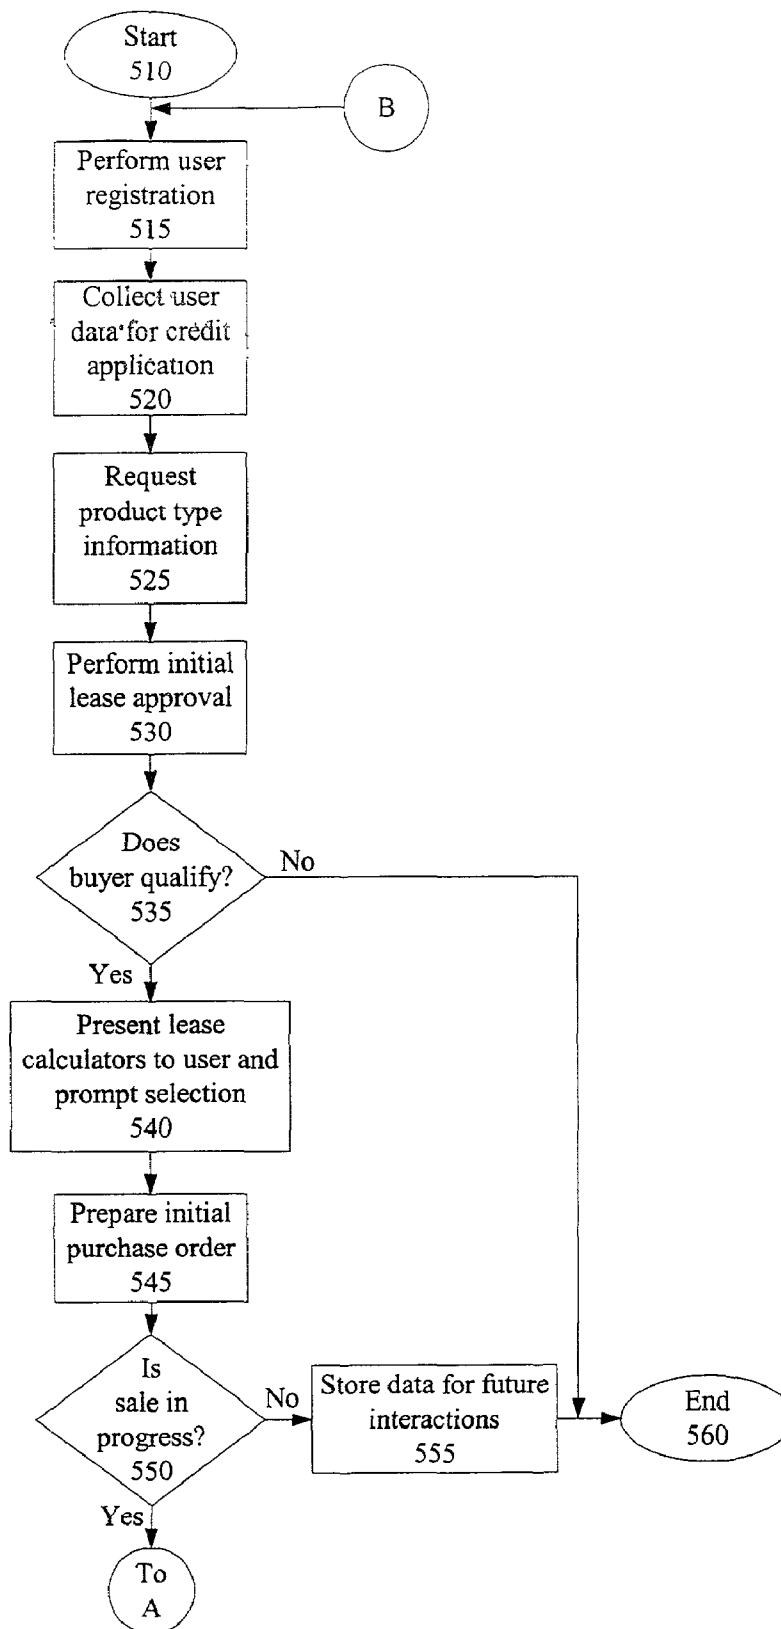 Start
510
B
Perform user
registration
515
Collect user
data for credit
application
520
Request
product type
information
525
Perform initial
lease approval
530
Does
buyer qualify?
535
No
Yes
Present lease
calculators to user and
prompt selection
540
Prepare initial
purchase order
545
Is
sale in
progress?
550
No
Store data for future
interactions
555
End
560
Yes
To
A